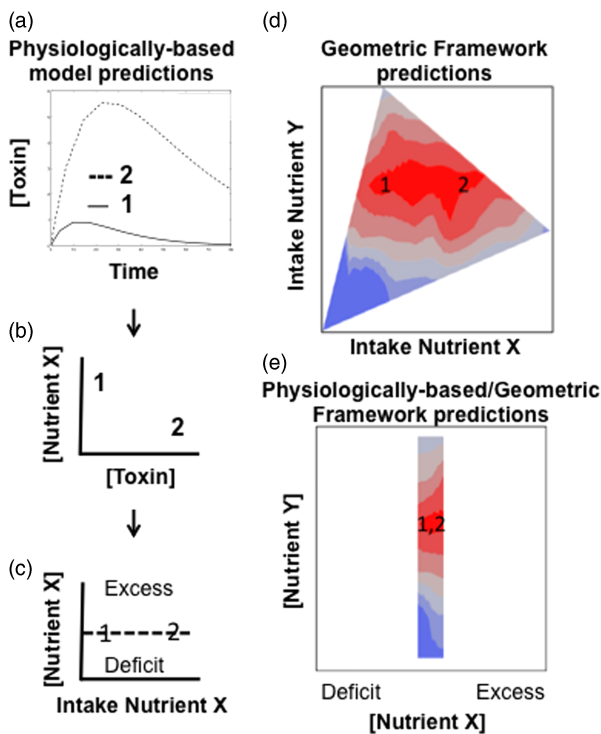 (a)
Physiologically-based
model predictions
[Toxin]
2
1
Time
(b)
[Nutrient X]
1
2
[Toxin]
(c)
[Nutrient X]
Excess
1
2
Deficit
Intake Nutrient X
(d)
Geometric Framework
predictions
Intake Nutrient Y
1
2
Intake Nutrient X
(e)
Physiologically-based/Geometric
Framework predictions
[Nutrient Y]
1,2
Deficit
Excess
[Nutrient X]